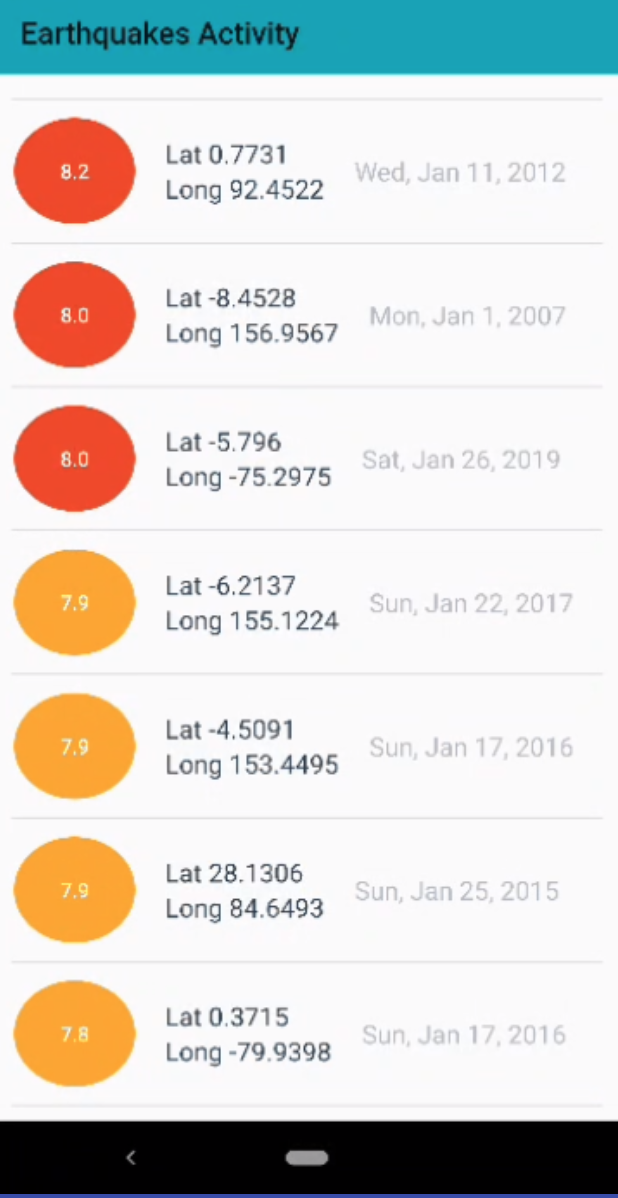 Earthquakes Activity
8.2
Lat 0.7731
Long 92.4522
Wed, Jan 11, 2012
8.0
Lat -8.4528
Long 156.9567
Mon, Jan 1, 2007
8.0
Lat -5.796
Long -75.2975
Sat, Jan 26, 2019
7.9
Lat -6.2137
Long 155.1224
Sun, Jan 22, 2017
7.9
Lat -4.5091
Long 153.4495
Sun, Jan 17, 2016
7.9
Lat 28.1306
Long 84.6493
Sun, Jan 25, 2015
7.8
Lat 0.3715
Long -79.9398
Sun, Jan 17, 2016